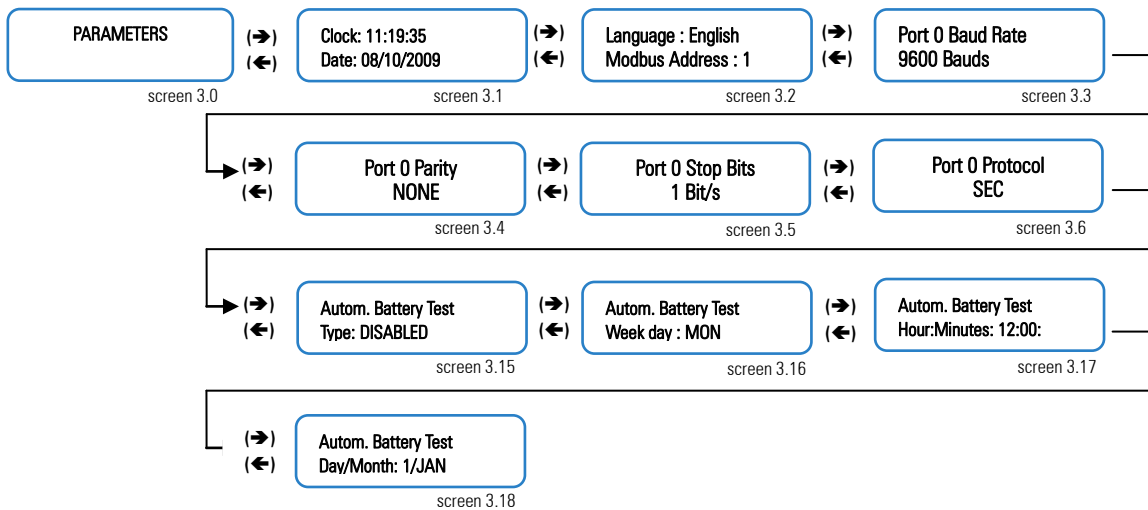 PARAMETERS
(➔)
(←)
Clock: 11:19:35
Date: 08/10/2009
(➔)
(←)
Language : English
Modbus Address : 1
(➔)
(←)
Port 0 Baud Rate
9600 Bauds
screen 3.0
screen 3.1
screen 3.2
screen 3.3
(➔)
(←)
Port 0 Parity
NONE
(➔)
(←)
Port 0 Stop Bits
1 Bit/s
(➔)
(←)
Port 0 Protocol
SEC
screen 3.4
screen 3.5
screen 3.6
(➔)
(←)
Autom. Battery Test
Type: DISABLED
(➔)
(←)
Autom. Battery Test
Week day : MON
(➔)
(←)
Autom. Battery Test
Hour:Minutes: 12:00:
screen 3.15
screen 3.16
screen 3.17
(➔)
(←)
Autom. Battery Test
Day/Month: 1/JAN
screen 3.18